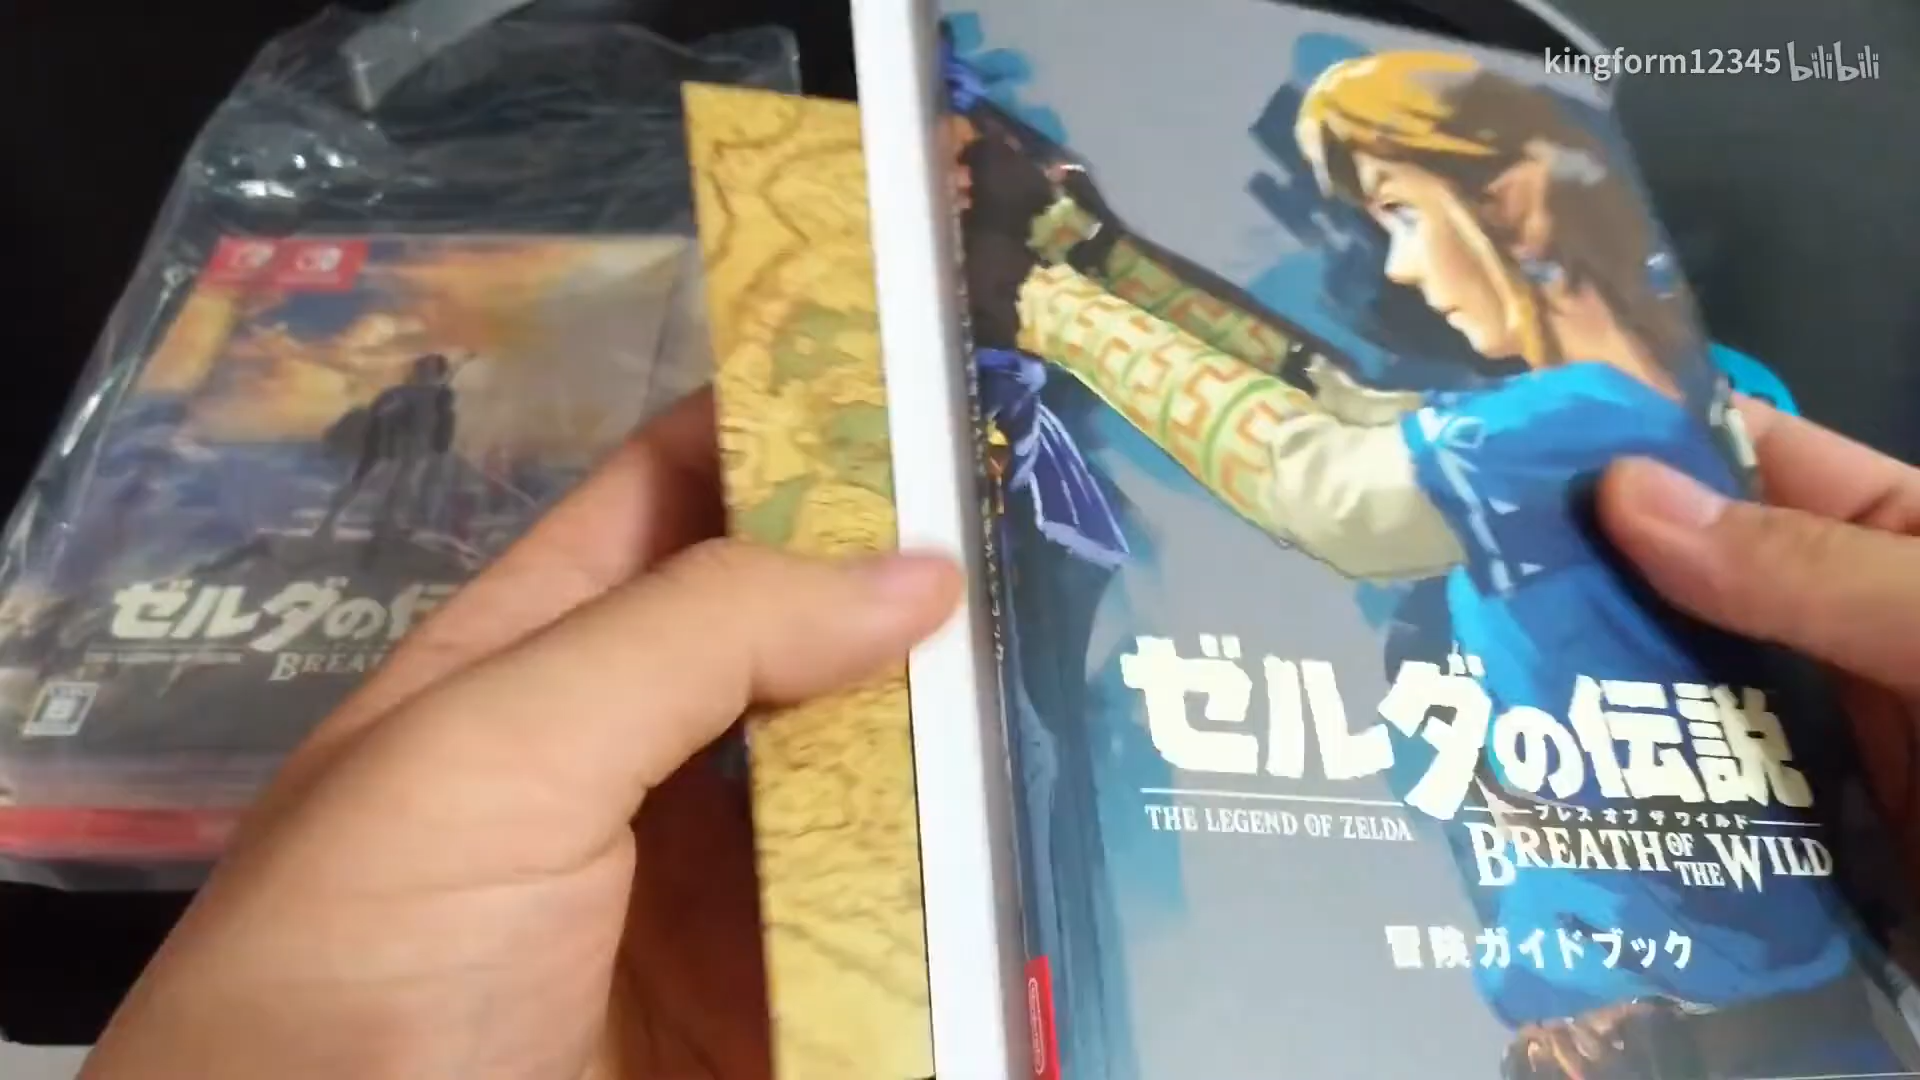 kingform12345 bilibili
ゼルダの伝
BREA
ゼルダの伝説
THE LEGEND OF ZELDA
ブレス オブ ザ ワイルド
BREATH OF THE WILD
冒険ガイドブック
Nintendo